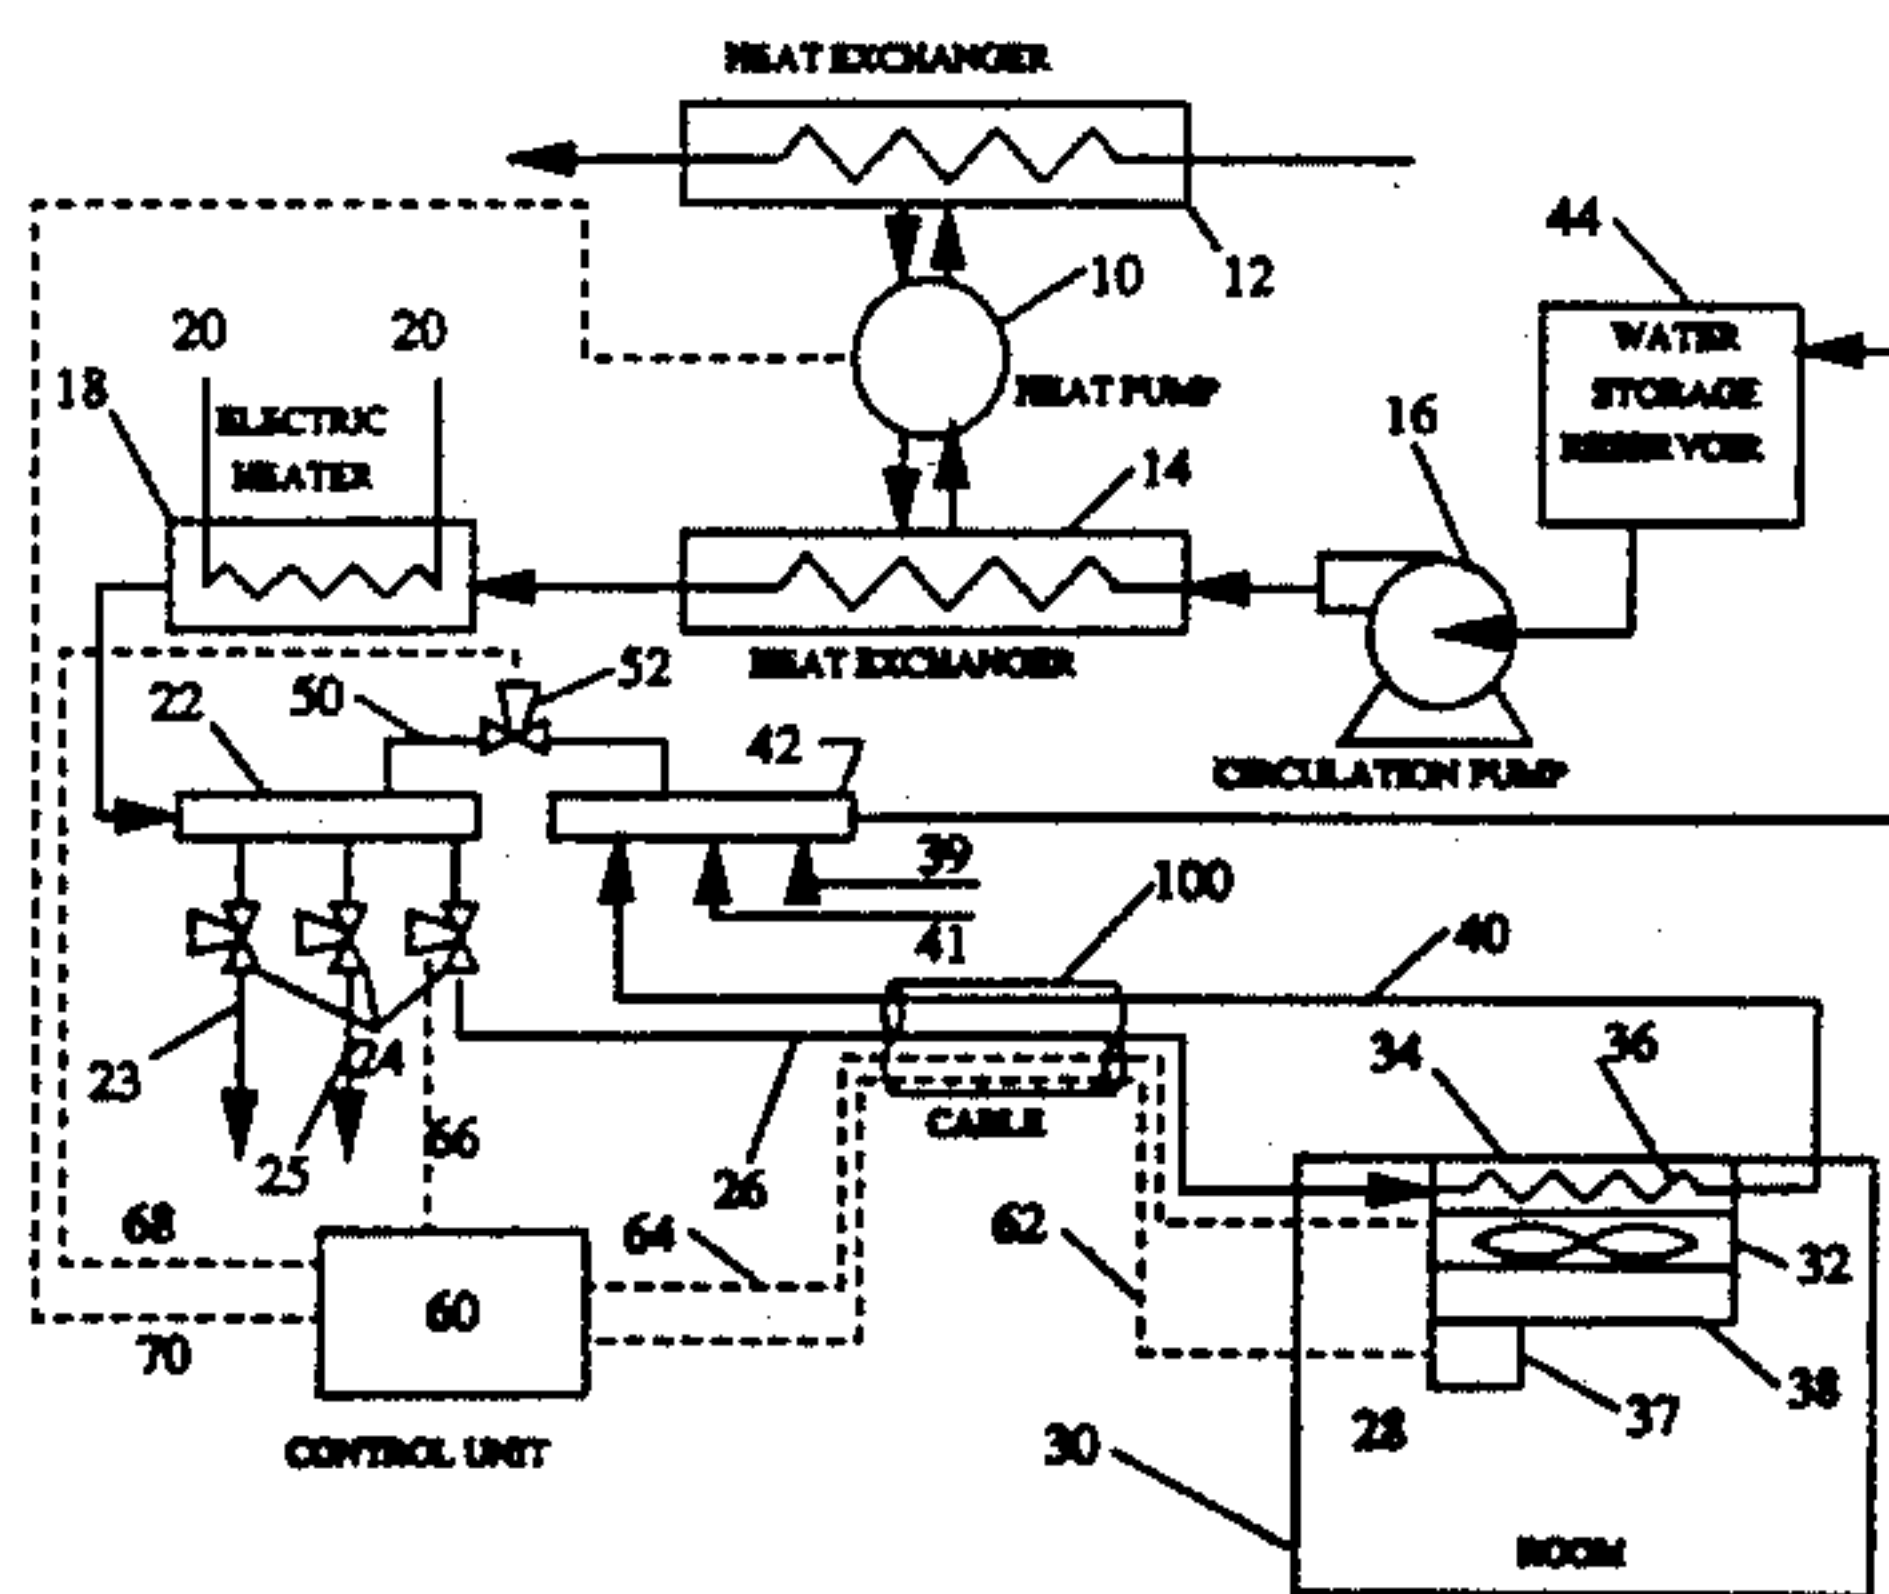 HEAT EXCHANGER
12
10
44
WATER
STORAGE
RESERVOIR
HEAT PUMP
20
20
18
ELECTRIC
HEATER
14
16
HEAT EXCHANGER
CIRCULATION PUMP
22
50
52
42
39
41
100
40
23
24
25
66
26
CABLE
34
36
68
64
62
32
60
70
38
37
28
30
CONTROL UNIT
ROOM